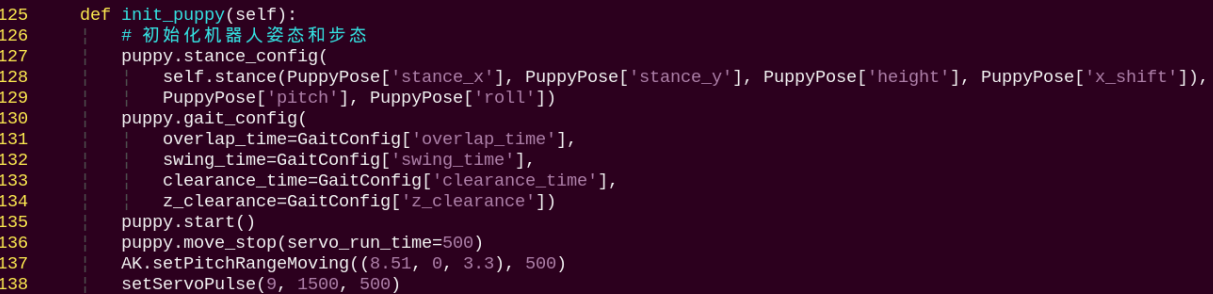 125     def init_puppy(self):
126         # 初始化机器人姿态和步态
127         puppy.stance_config(
128             self.stance(PuppyPose['stance_x'], PuppyPose['stance_y'], PuppyPose['height'], PuppyPose['x_shift']),
129             PuppyPose['pitch'], PuppyPose['roll'])
130         puppy.gait_config(
131             overlap_time=GaitConfig['overlap_time'],
132             swing_time=GaitConfig['swing_time'],
133             clearance_time=GaitConfig['clearance_time'],
134             z_clearance=GaitConfig['z_clearance'])
135         puppy.start()
136         puppy.move_stop(servo_run_time=500)
137         AK.setPitchRangeMoving((8.51, 0, 3.3), 500)
138         setServoPulse(9, 1500, 500)